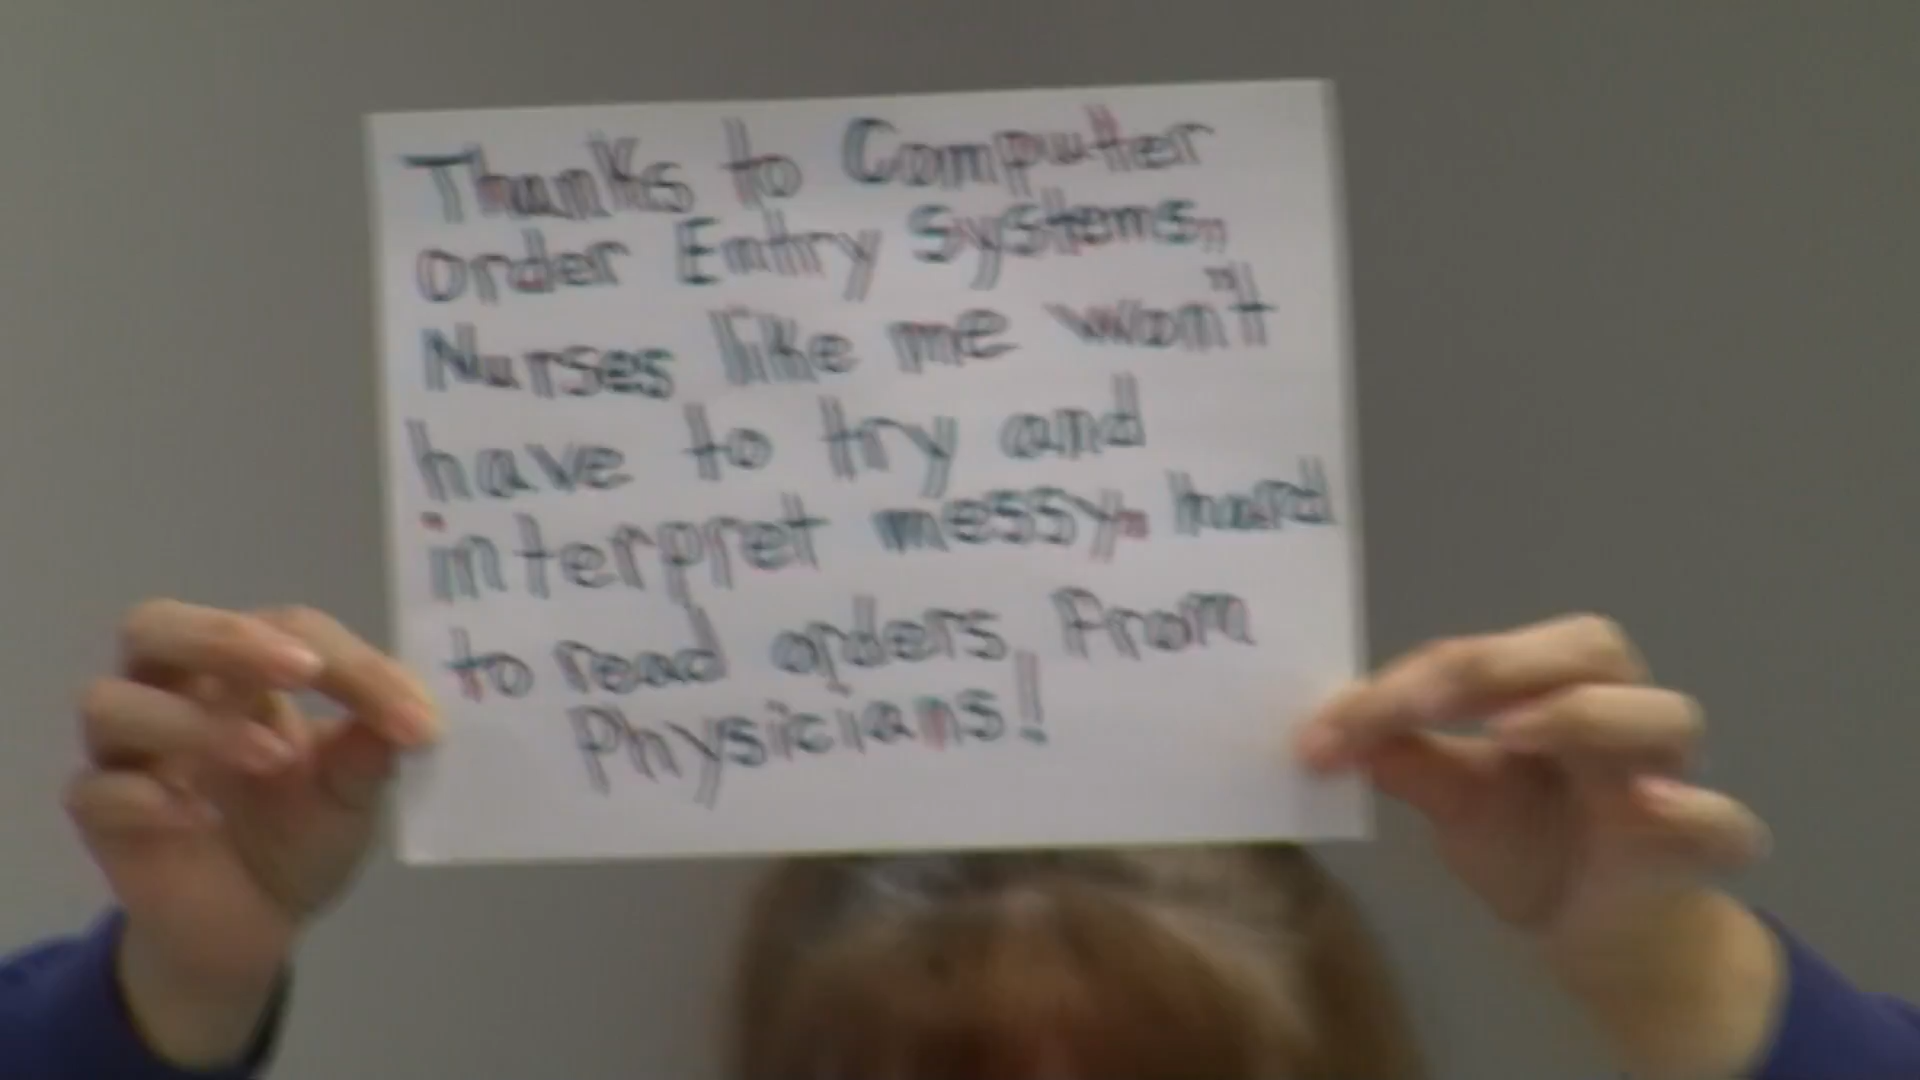 Thanks to Computer
order Entry Systems,
Nurses like me won't
have to try and
interpret messy, hard
to read orders, From
Physicians!